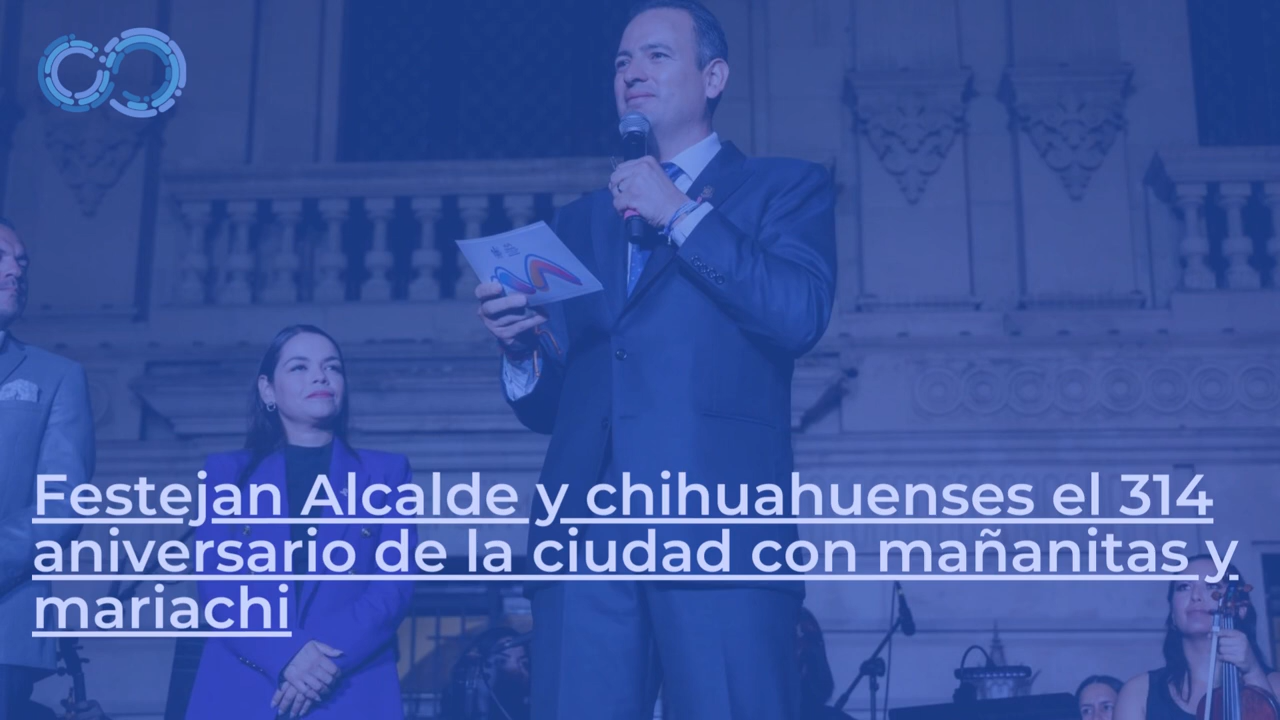 Festejan Alcalde y chihuahuenses el 314
aniversario de la ciudad con mañanitas y
mariachi